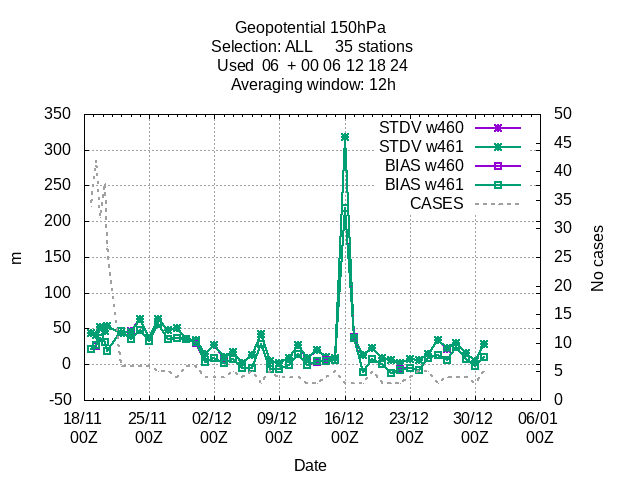 Geopotential 150hPa
Selection: ALL 35 stations
Used 06 + 00 06 12 18 24
Averaging window: 12h
350
300
250
200
150
100
50
0
-50
m
50
45
40
35
30
25
20
15
10
5
0
No cases
STDV w460
STDV w461
BIAS w460
BIAS w461
CASES
18/11 25/11 02/12 09/12 16/12 23/12 30/12 06/01
00Z 00Z 00Z 00Z 00Z 00Z 00Z 00Z
Date